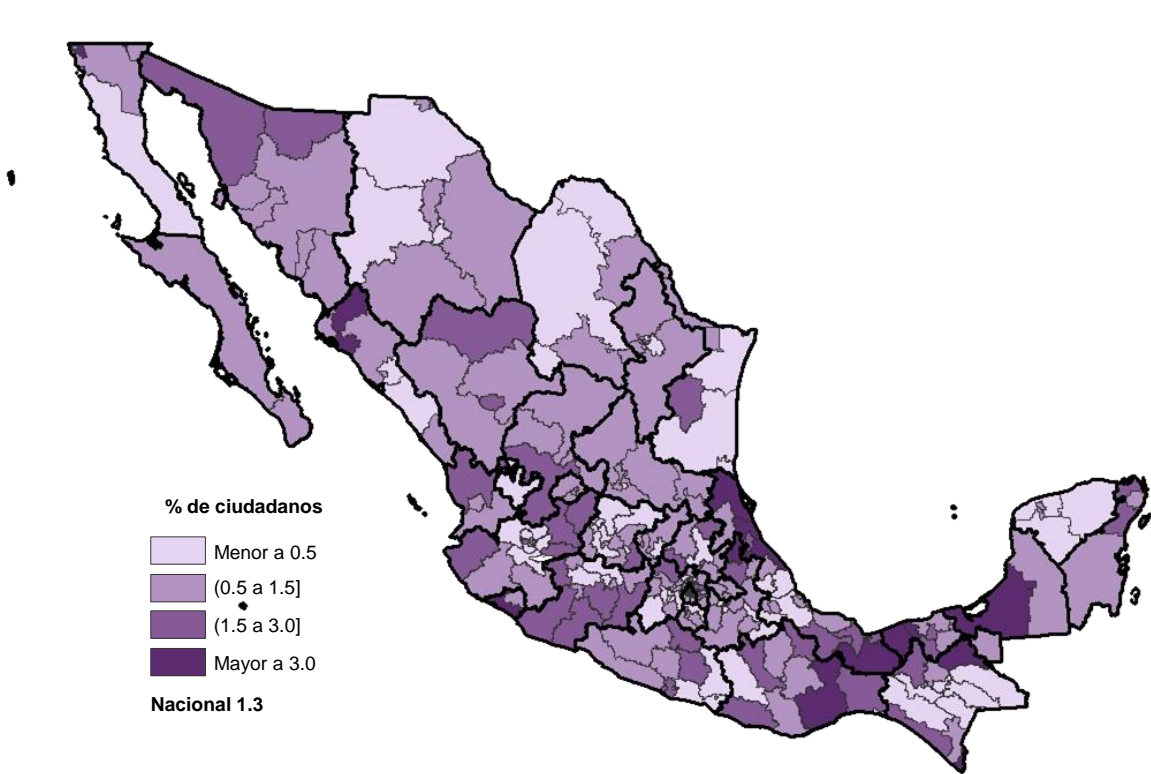 % de ciudadanos
Menor a 0.5
(0.5 a 1.5]
(1.5 a 3.0]
Mayor a 3.0
Nacional 1.3